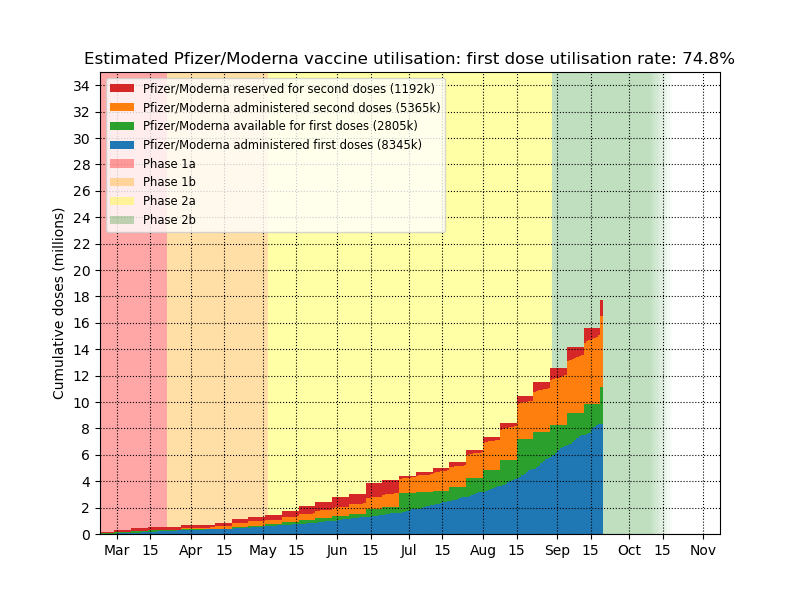 Estimated Pfizer/Moderna vaccine utilisation: first dose utilisation rate: 74.8%
Cumulative doses (millions)
34
32
30
28
26
24
22
20
18
16
14
12
10
8
6
4
2
0
Pfizer/Moderna reserved for second doses (1192k)
Pfizer/Moderna administered second doses (5365k)
Pfizer/Moderna available for first doses (2805k)
Pfizer/Moderna administered first doses (8345k)
Phase 1a
Phase 1b
Phase 2a
Phase 2b
Mar 15 Apr 15 May 15 Jun 15 Jul 15 Aug 15 Sep 15 Oct 15 Nov